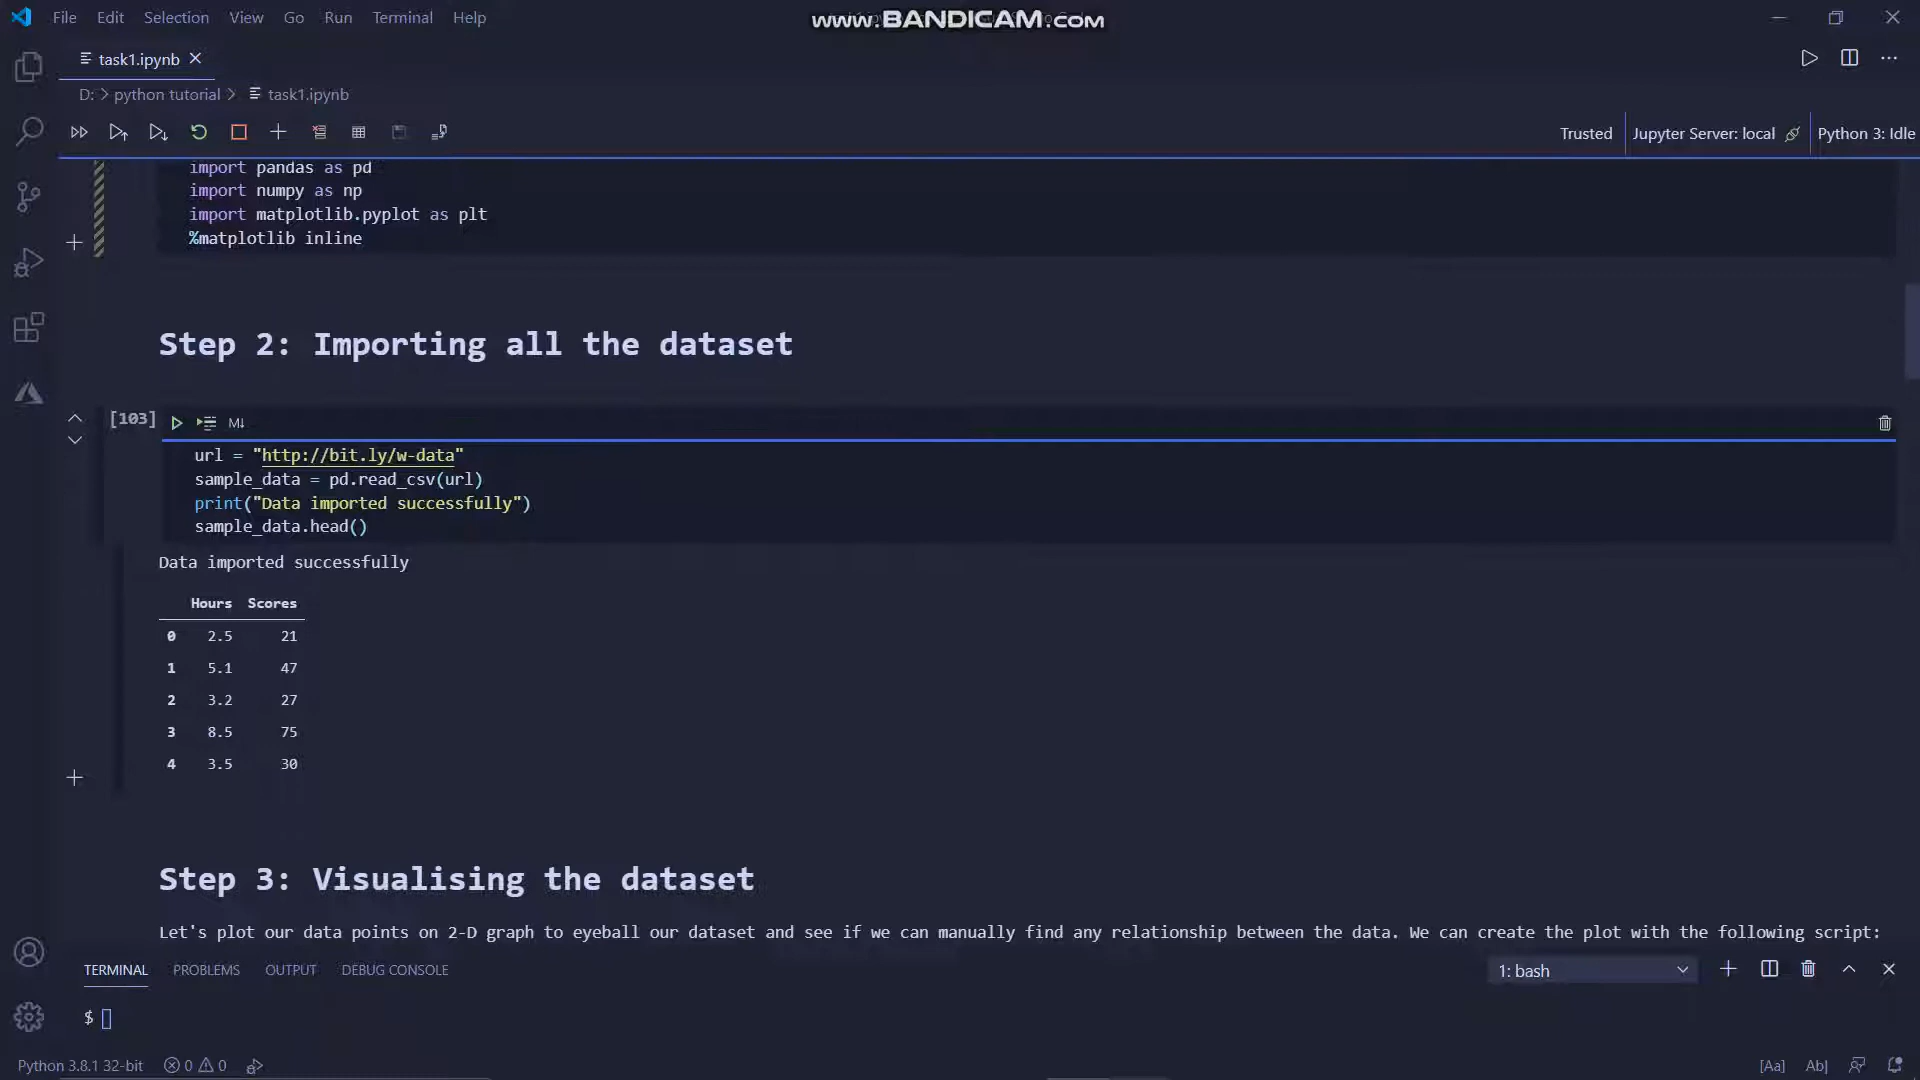 File Edit Selection View Go Run Terminal Help
www.BANDICAM.com
task1.ipynb
D: > python tutorial > task1.ipynb
Trusted Jupyter Server: local Python 3: Idle
import pandas as pd
import numpy as np
import matplotlib.pyplot as plt
%matplotlib inline
Step 2: Importing all the dataset
[103] M↓
url = "http://bit.ly/w-data"
sample_data = pd.read_csv(url)
print("Data imported successfully")
sample_data.head()
Data imported successfully
Hours Scores
0 2.5 21
1 5.1 47
2 3.2 27
3 8.5 75
4 3.5 30
Step 3: Visualising the dataset
Let's plot our data points on 2-D graph to eyeball our dataset and see if we can manually find any relationship between the data. We can create the plot with the following script:
TERMINAL PROBLEMS OUTPUT DEBUG CONSOLE 1: bash
$
Python 3.8.1 32-bit 0 0 [Aa] Ab|